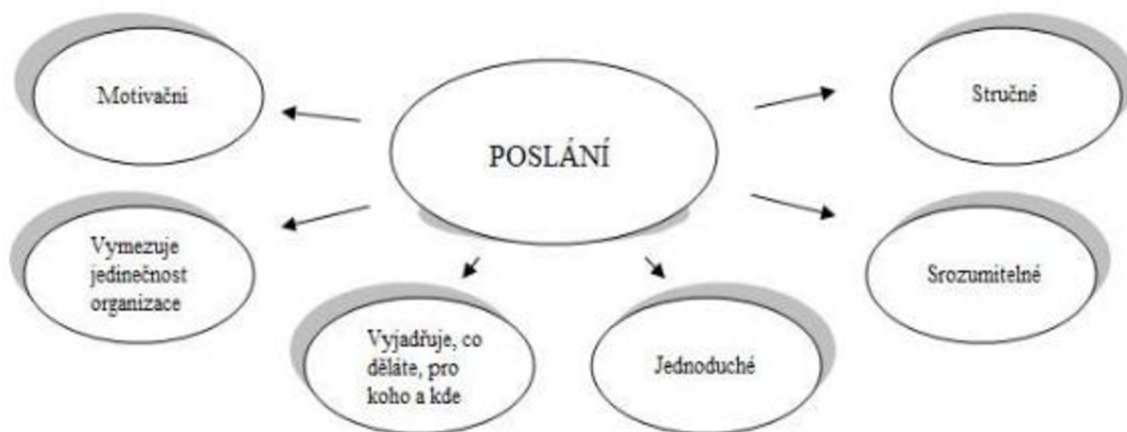 Motivační
POSLÁNÍ
Stručné
Vymezuje
jedinečnost
organizace
Srozumitelné
Vyjadřuje, co
děláte, pro
koho a kde
Jednoduché